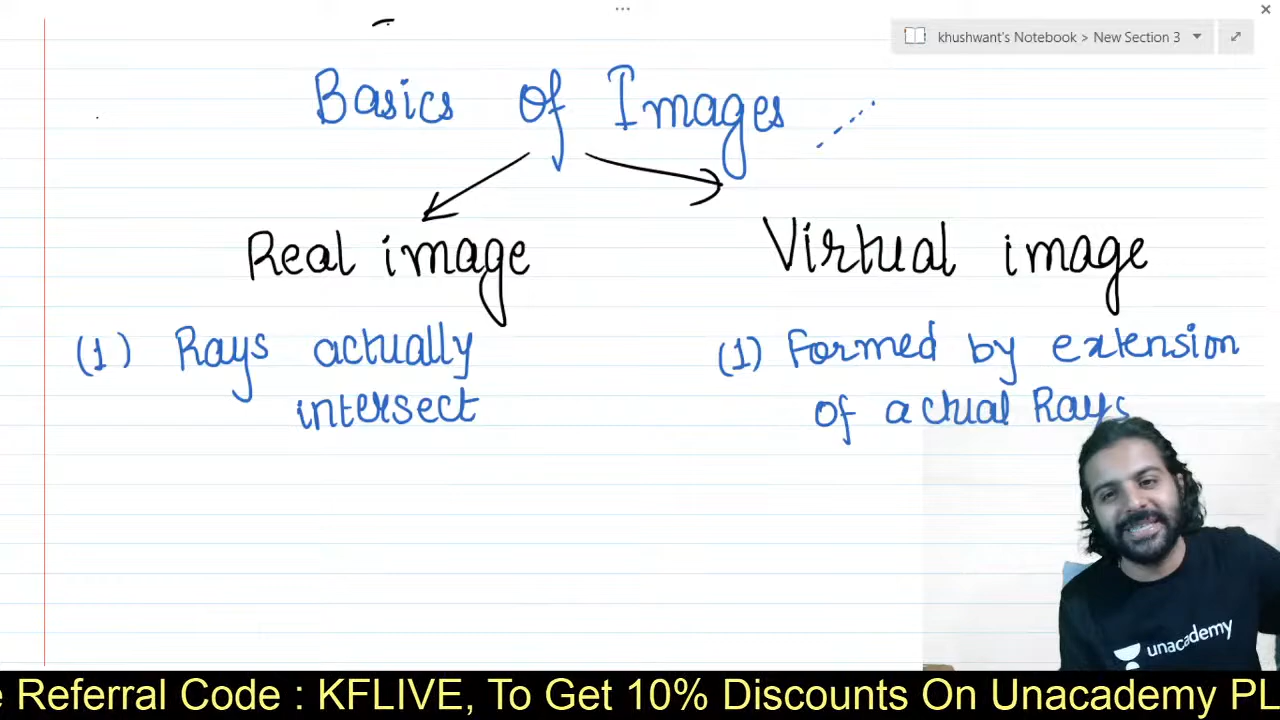 khushwant's Notebook > New Section 3
Basics of Images
Real image
Virtual image
(1) Rays actually
intersect
(1) Formed by extension
of actual Rays
unacademy
e Referral Code : KFLIVE, To Get 10% Discounts On Unacademy PL